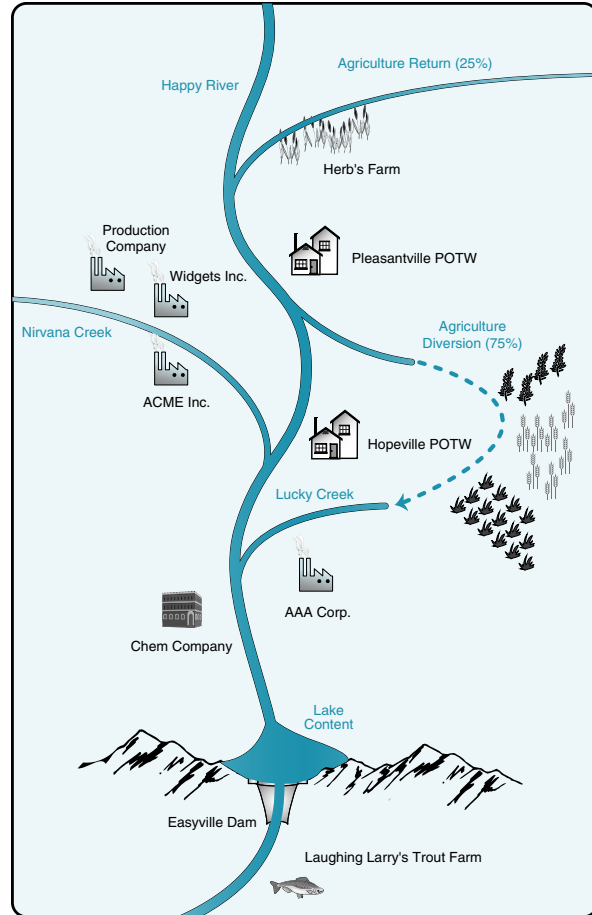 Agriculture Return (25%)
Happy River
Herb's Farm
Production
Company
Widgets Inc.
Pleasantville POTW
Nirvana Creek
Agriculture
Diversion (75%)
ACME Inc.
Hopeville POTW
Lucky Creek
AAA Corp.
Chem Company
Lake
Content
Easyville Dam
Laughing Larry's Trout Farm